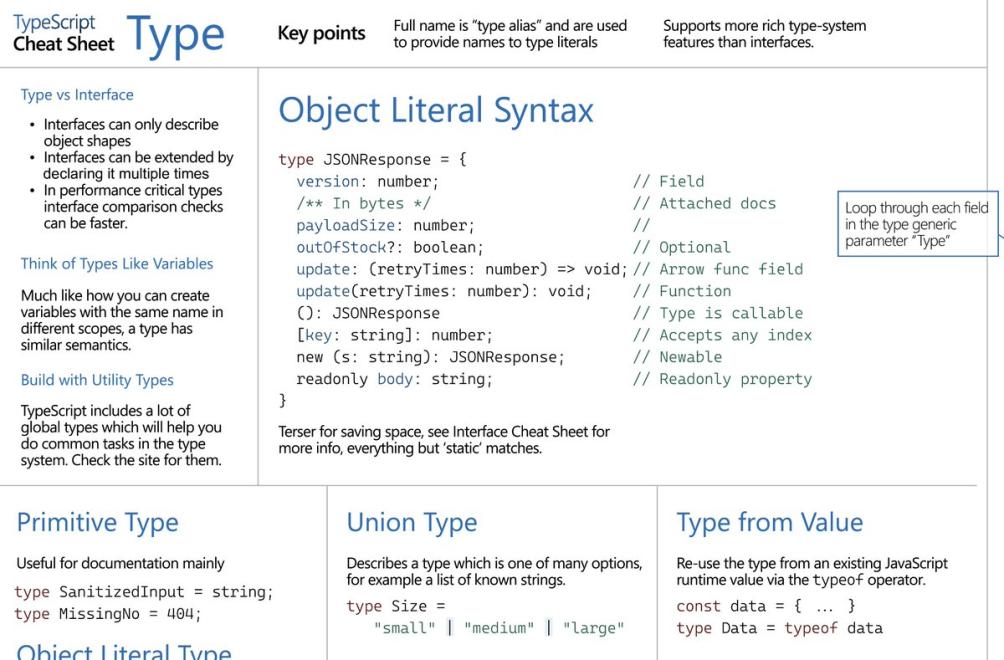 TypeScript
Cheat Sheet
Type
Key points
Full name is “type alias” and are used
to provide names to type literals
Supports more rich type-system
features than interfaces.
Type vs Interface
• Interfaces can only describe
object shapes
• Interfaces can be extended by
declaring it multiple times
• In performance critical types
interface comparison checks
can be faster.
Think of Types Like Variables
Much like how you can create
variables with the same name in
different scopes, a type has
similar semantics.
Build with Utility Types
TypeScript includes a lot of
global types which will help you
do common tasks in the type
system. Check the site for them.
Object Literal Syntax
type JSONResponse = {
version: number; // Field
/** In bytes */ // Attached docs
payloadSize: number; //
outOfStock?: boolean; // Optional
update: (retryTimes: number) => void; // Arrow func field
update(retryTimes: number): void; // Function
(): JSONResponse // Type is callable
[key: string]: number; // Accepts any index
new (s: string): JSONResponse; // Newable
readonly body: string; // Readonly property
}
Terser for saving space, see Interface Cheat Sheet for
more info, everything but ‘static’ matches.
Loop through each field
in the type generic
parameter “Type”
Primitive Type
Useful for documentation mainly
type SanitizedInput = string;
type MissingNo = 404;
Object Literal Type
Union Type
Describes a type which is one of many options,
for example a list of known strings.
type Size =
"small" | "medium" | "large"
Type from Value
Re-use the type from an existing JavaScript
runtime value via the typeof operator.
const data = { ... }
type Data = typeof data